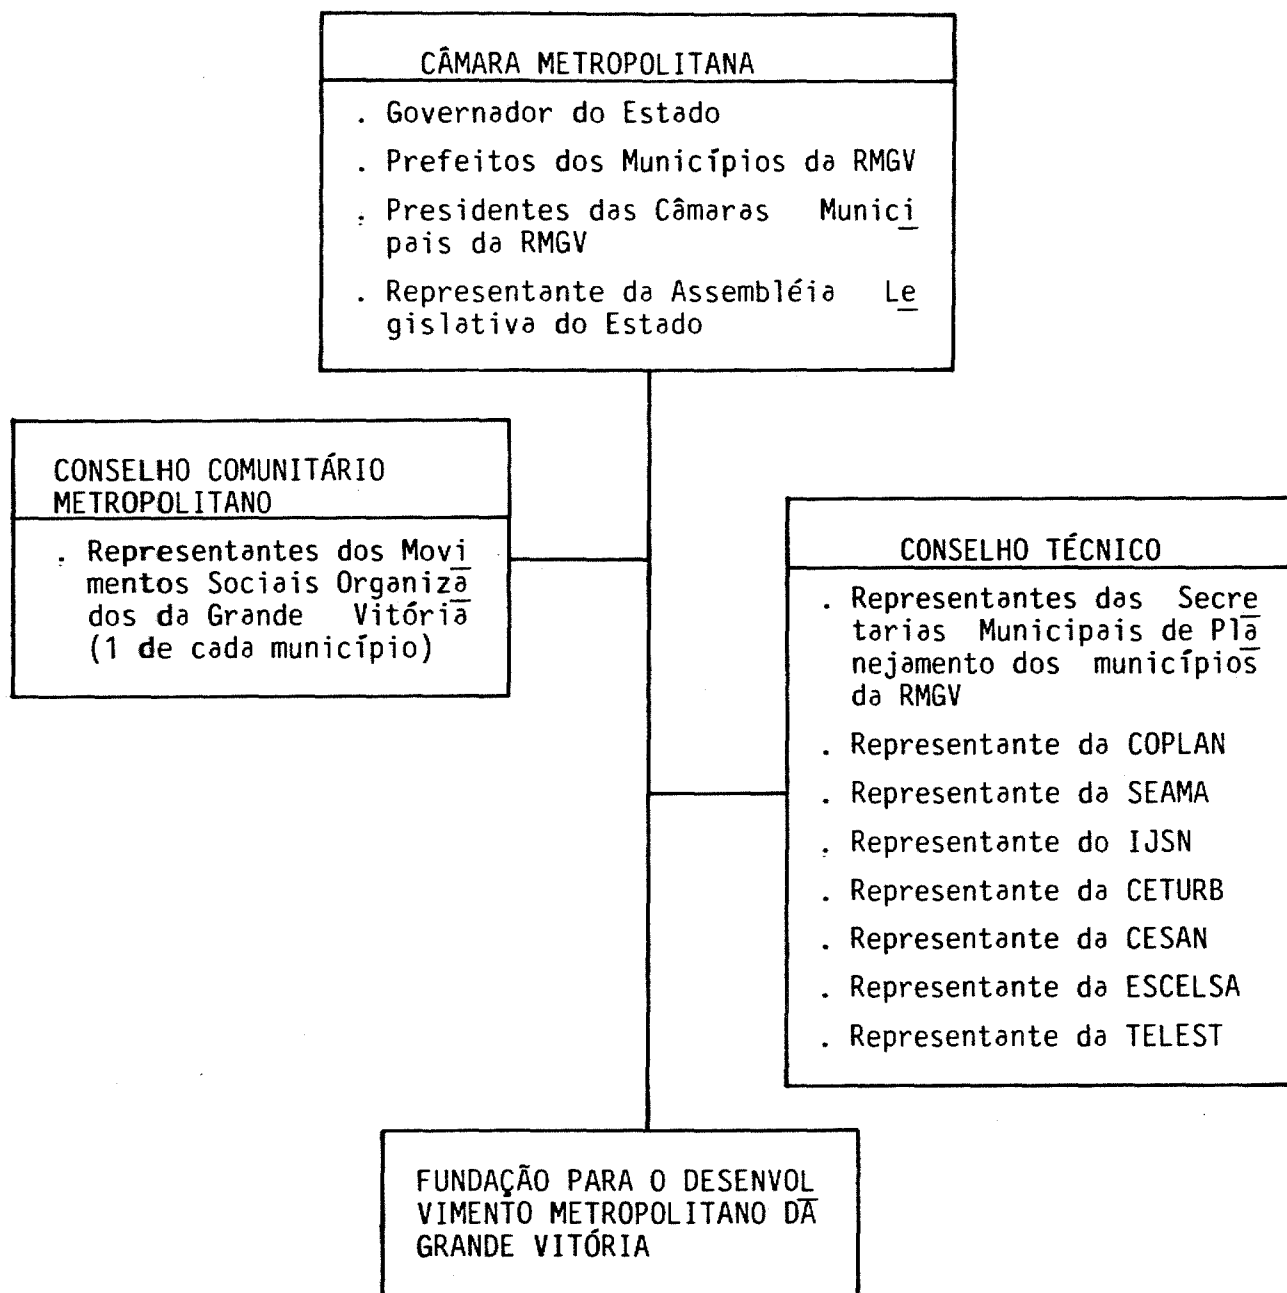 CÂMARA METROPOLITANA
. Governador do Estado
. Prefeitos dos Municípios da RMGV
. Presidentes das Câmaras Munici
pais da RMGV
. Representante da Assembléia Le
gislativa do Estado
CONSELHO COMUNITÁRIO
METROPOLITANO
. Representantes dos Movi
mentos Sociais Organiza
dos da Grande Vitória
(1 de cada município)
CONSELHO TÉCNICO
. Representantes das Secre
tarias Municipais de Pla
nejamento dos municípios
da RMGV
. Representante da COPLAN
. Representante da SEAMA
. Representante do IJSN
. Representante da CETURB
. Representante da CESAN
. Representante da ESCELSA
. Representante da TELEST
FUNDAÇÃO PARA O DESENVOL
VIMENTO METROPOLITANO DA
GRANDE VITÓRIA